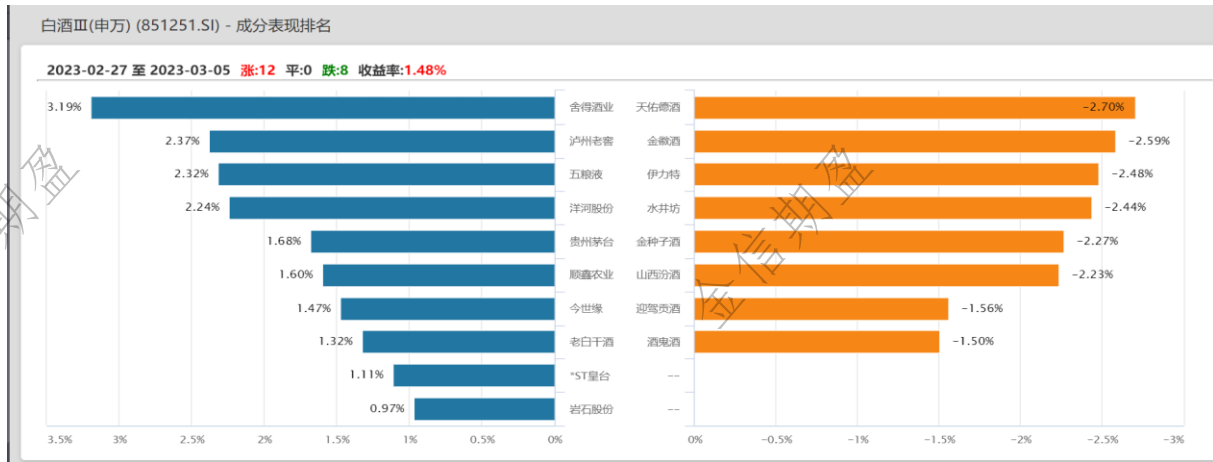 白酒Ⅲ(申万) (851251.SI) - 成分表现排名
2023-02-27 至 2023-03-05 涨:12 平:0 跌:8 收益率:1.48%
3.19% 舍得酒业 天佑德酒 -2.70%
2.37% 泸州老窖 金徽酒 -2.59%
2.32% 五粮液 伊力特 -2.48%
2.24% 洋河股份 水井坊 -2.44%
1.68% 贵州茅台 金种子酒 -2.27%
1.60% 顺鑫农业 山西汾酒 -2.23%
1.47% 今世缘 迎驾贡酒 -1.56%
1.32% 老白干酒 酒鬼酒 -1.50%
1.11% *ST皇台 --
0.97% 岩石股份 --
3.5% 3% 2.5% 2% 1.5% 1% 0.5% 0% 0% -0.5% -1% -1.5% -2% -2.5% -3%
期盈
金信期盈